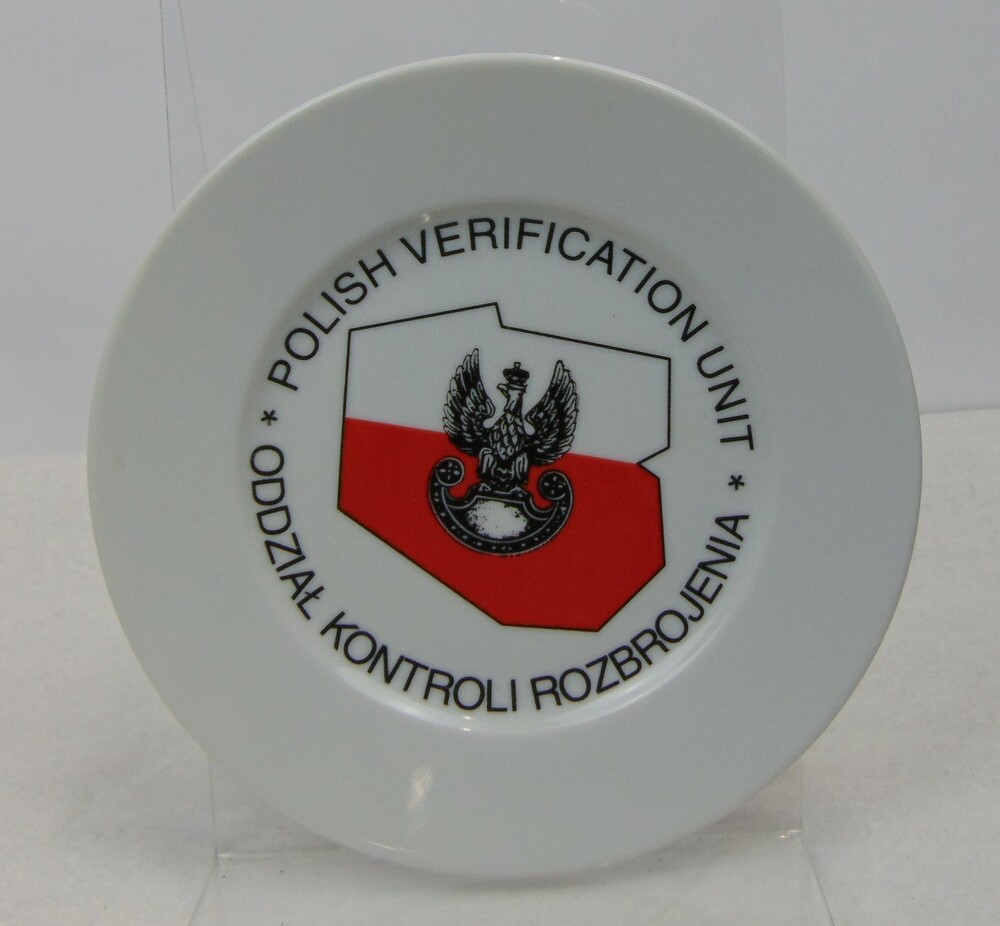 * POLISH VERIFICATION UNIT *
ODDZIAŁ KONTROLI ROZBROJENIA